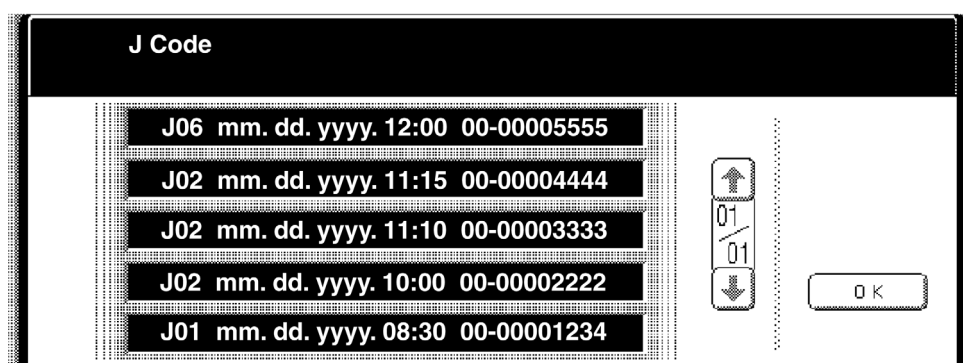 J Code
J06 mm. dd. yyyy. 12:00 00-00005555
J02 mm. dd. yyyy. 11:15 00-00004444
J02 mm. dd. yyyy. 11:10 00-00003333
J02 mm. dd. yyyy. 10:00 00-00002222
J01 mm. dd. yyyy. 08:30 00-00001234
01
01
OK